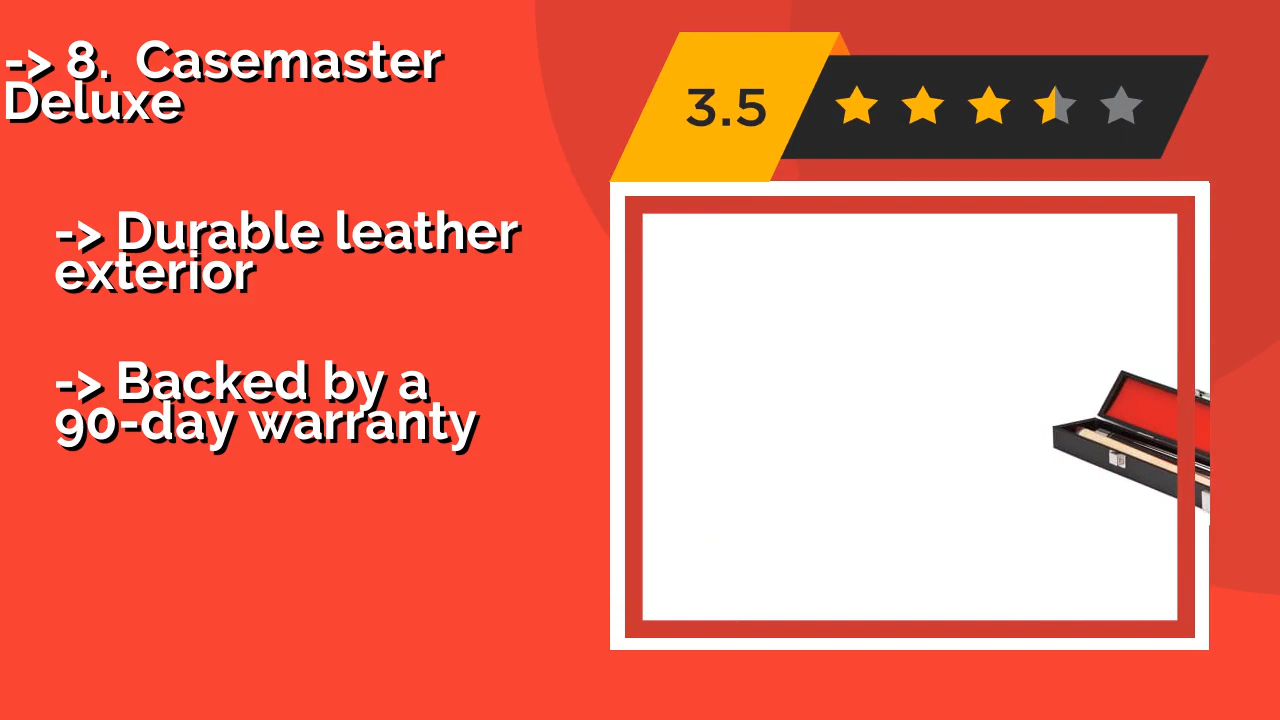 -> 8.  Casemaster
Deluxe
3.5
-> Durable leather
exterior
-> Backed by a
90-day warranty